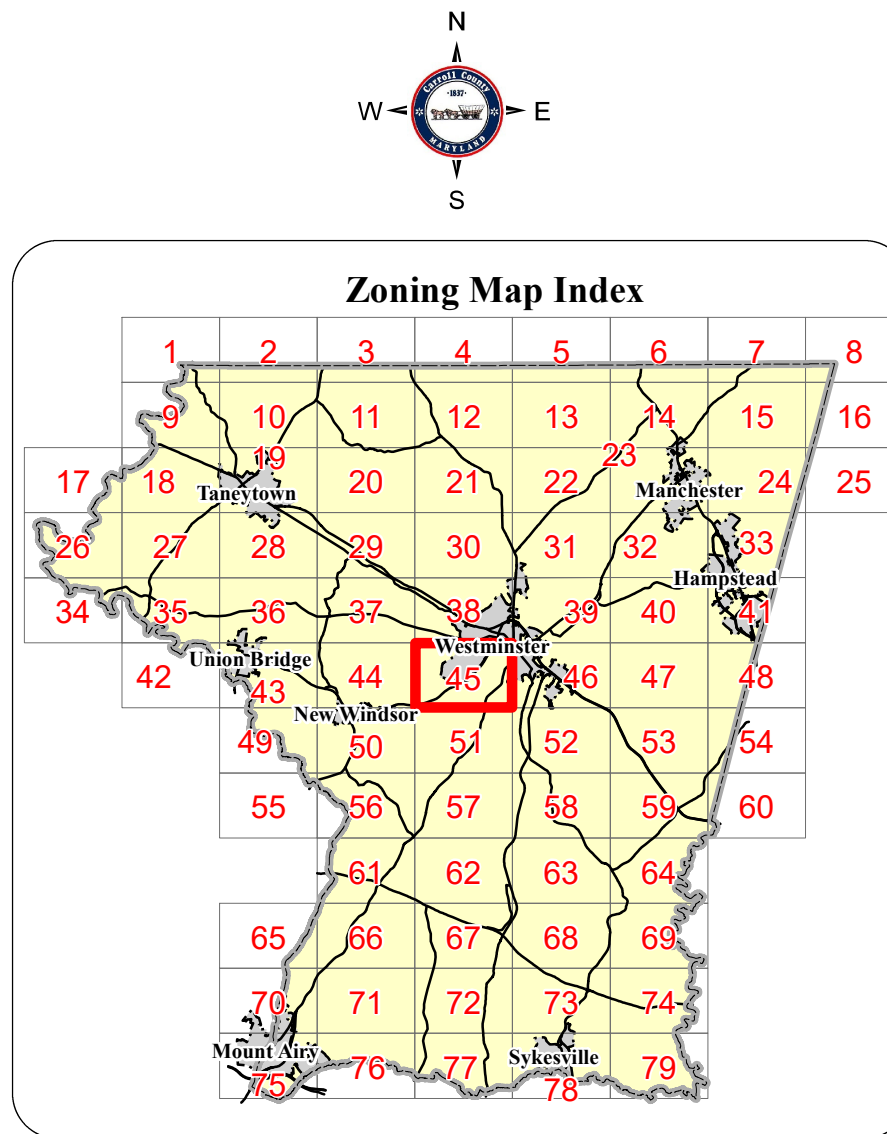 N
W
E
S
Carroll County
·1837·
MARYLAND
Zoning Map Index
1 2 3 4 5 6 7 8
9 10 11 12 13 14 15 16
17 18 19 20 21 22 23 24 25
Taneytown
Manchester
26 27 28 29 30 31 32 33
Hampstead
34 35 36 37 38 39 40 41
Westminster
Union Bridge
42 43 44 45 46 47 48
New Windsor
49 50 51 52 53 54
55 56 57 58 59 60
61 62 63 64
65 66 67 68 69
70 71 72 73 74
Mount Airy
Sykesville
75 76 77 78 79